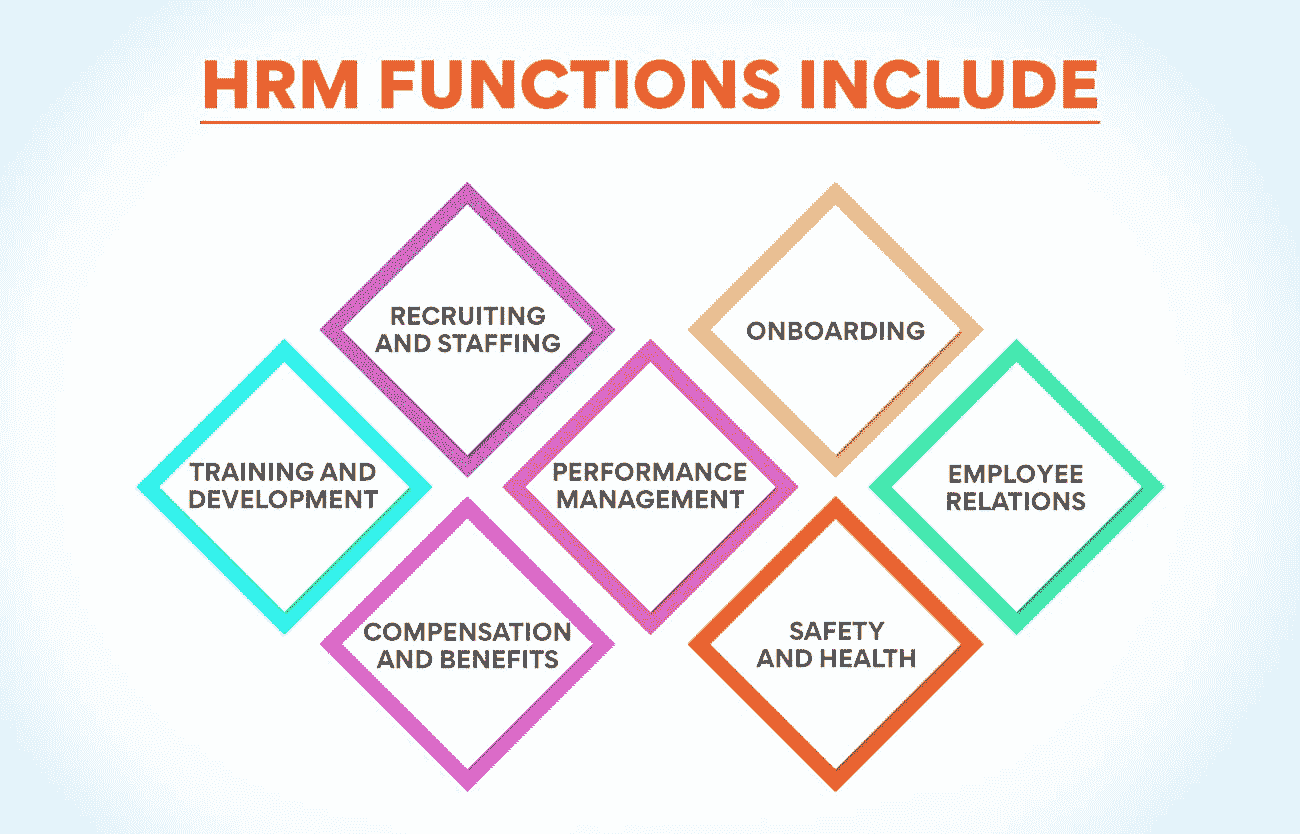 HRM FUNCTIONS INCLUDE
RECRUITING
AND STAFFING
ONBOARDING
TRAINING AND
DEVELOPMENT
PERFORMANCE
MANAGEMENT
EMPLOYEE
RELATIONS
COMPENSATION
AND BENEFITS
SAFETY
AND HEALTH